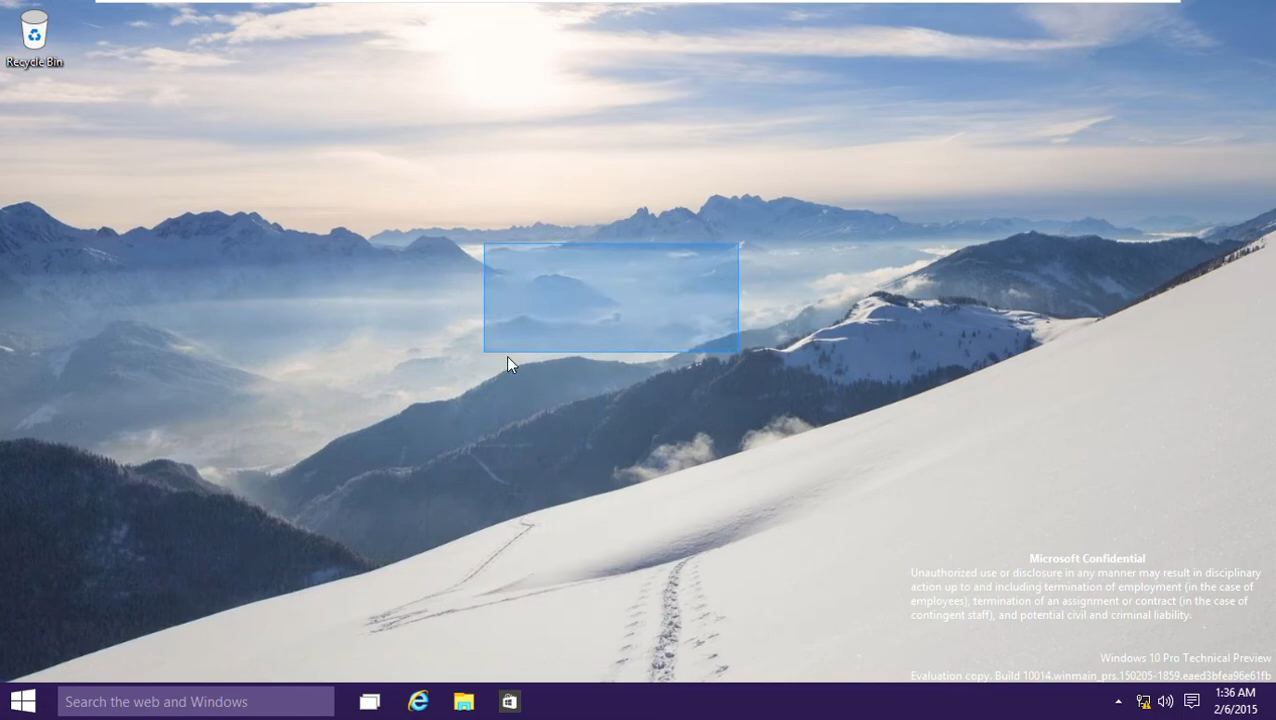 Recycle Bin
Microsoft Confidential
Unauthorized use or disclosure in any manner may result in disciplinary
action up to and including termination of employment (in the case of
employees), termination of an assignment or contract (in the case of
contingent staff), and potential civil and criminal liability.
Windows 10 Pro Technical Preview
Evaluation copy. Build 10014.winmain_prs.150205-1859.eaed3bfea96e61fb
Search the web and Windows
1:36 AM
2/6/2015